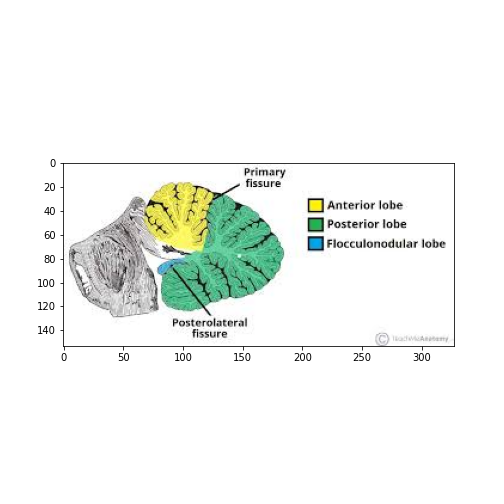 Primary
fissure
Anterior lobe
Posterior lobe
Flocculonodular lobe
Posterolateral
fissure
© TeachMeAnatomy
0
20
40
60
80
100
120
140
0
50
100
150
200
250
300